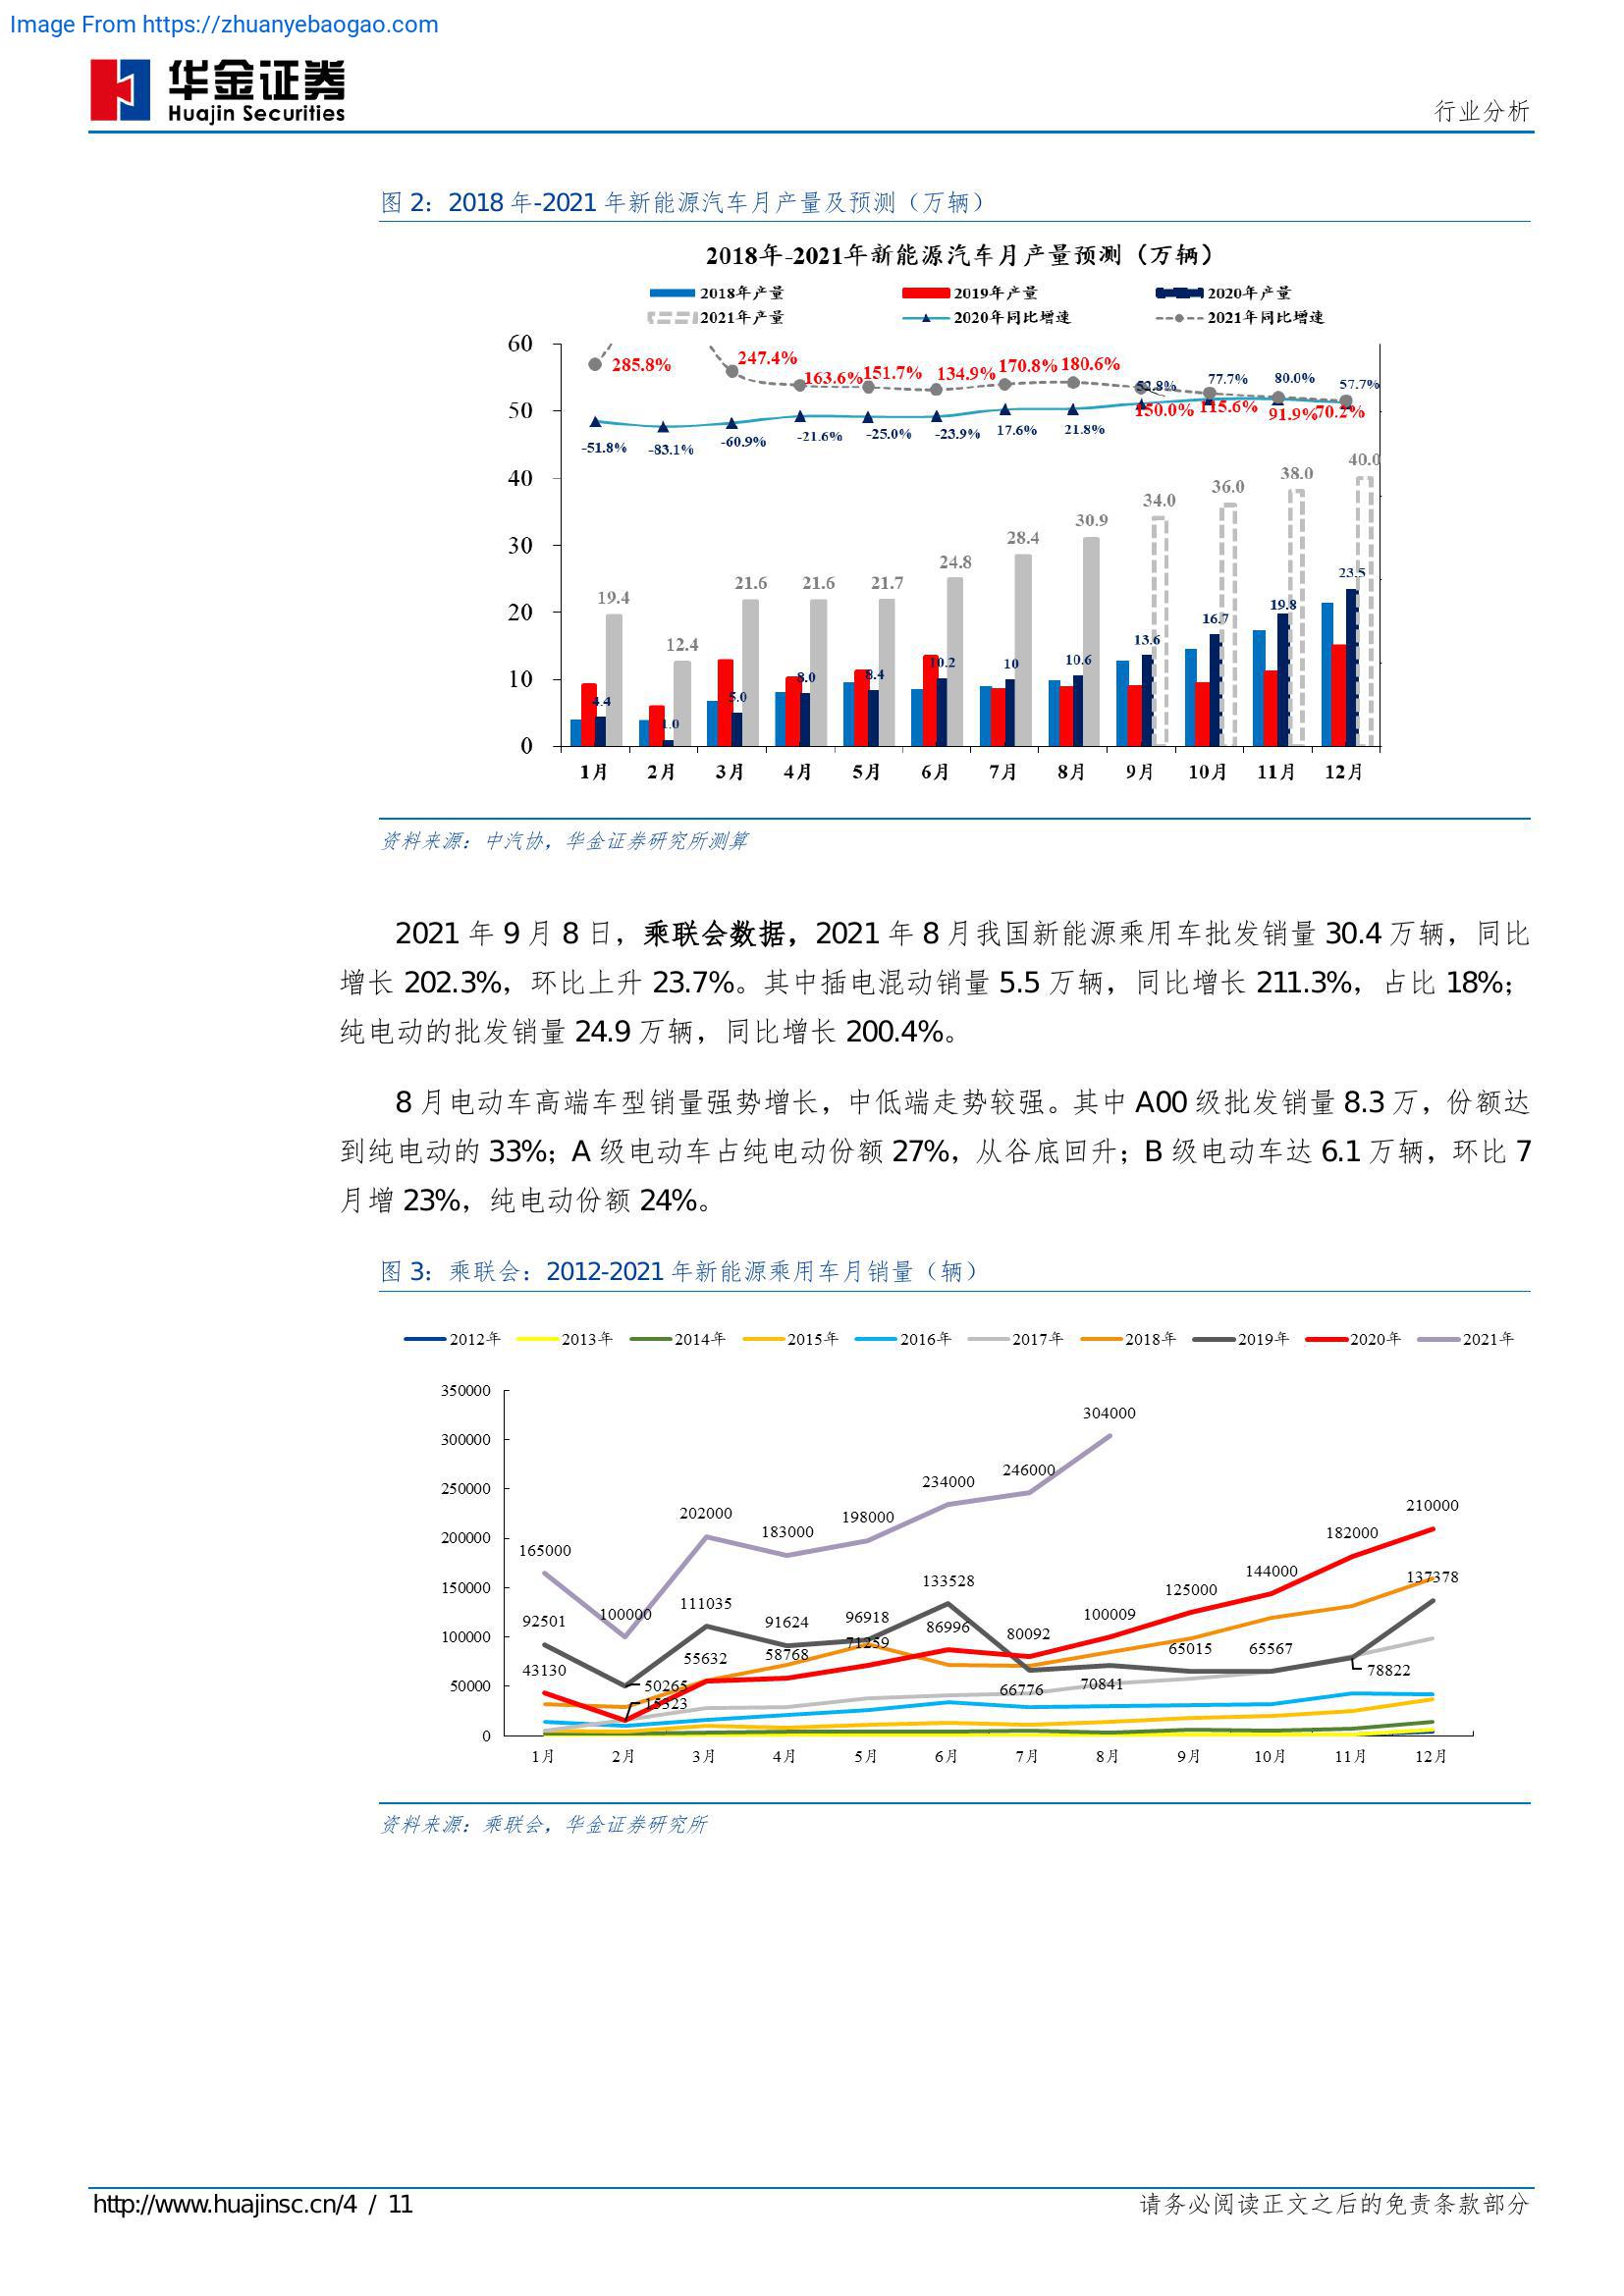 Image From https://zhuanyebaogao.com
华金证券
Huajin Securities
行业分析
图 2：2018 年-2021 年新能源汽车月产量及预测（万辆）
2018年-2021年新能源汽车月产量预测（万辆）
2018年产量 2019年产量 2020年产量
2021年产量 2020年同比增速 2021年同比增速
60
50
40
30
20
10
0
285.8% 247.4% 163.6% 151.7% 134.9% 170.8% 180.6% 150.0% 115.6% 91.9% 70.2%
-51.8% -83.1% -60.9% -21.6% -25.0% -23.9% 17.6% 21.8% 52.8% 77.7% 80.0% 57.7%
19.4 12.4 21.6 21.6 21.7 24.8 28.4 30.9 34.0 36.0 38.0 40.0
4.4 1.0 5.0 8.0 8.4 10.2 10 10.6 13.6 16.7 19.8 23.5
1月 2月 3月 4月 5月 6月 7月 8月 9月 10月 11月 12月
资料来源：中汽协，华金证券研究所测算
2021 年 9 月 8 日，乘联会数据，2021 年 8 月我国新能源乘用车批发销量 30.4 万辆，同比
增长 202.3%，环比上升 23.7%。其中插电混动销量 5.5 万辆，同比增长 211.3%，占比 18%；
纯电动的批发销量 24.9 万辆，同比增长 200.4%。
8 月电动车高端车型销量强势增长，中低端走势较强。其中 A00 级批发销量 8.3 万，份额达
到纯电动的 33%；A 级电动车占纯电动份额 27%，从谷底回升；B 级电动车达 6.1 万辆，环比 7
月增 23%，纯电动份额 24%。
图 3：乘联会：2012-2021 年新能源乘用车月销量（辆）
2012年 2013年 2014年 2015年 2016年 2017年 2018年 2019年 2020年 2021年
350000
300000
250000
200000
150000
100000
50000
0
165000 100000 202000 183000 198000 234000 246000 304000
92501 50265 111035 91624 96918 133528 66776 70841 65015 65567 78822 137378
43130 15323 55632 58768 71259 86996 80092 100009 125000 144000 182000 210000
1月 2月 3月 4月 5月 6月 7月 8月 9月 10月 11月 12月
资料来源：乘联会，华金证券研究所
http://www.huajinsc.cn/4 / 11
请务必阅读正文之后的免责条款部分